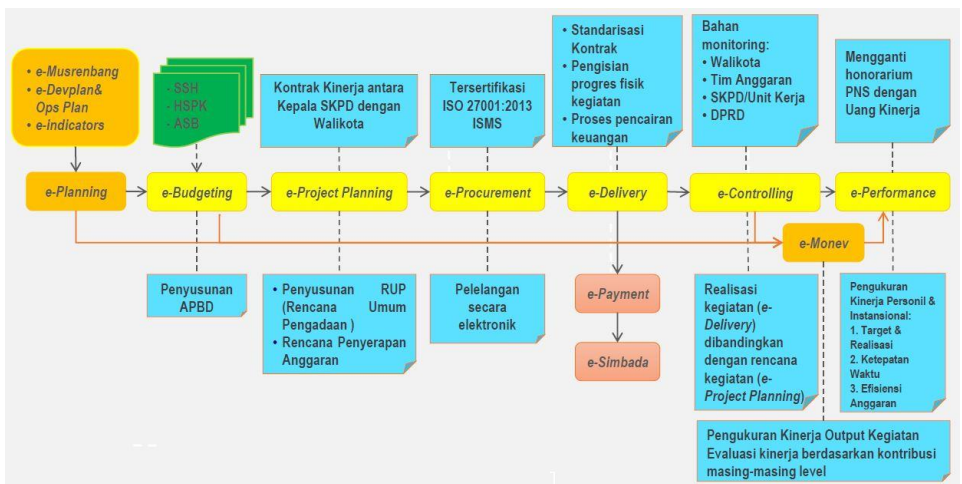 • e-Musrenbang
• e-Devplan&
Ops Plan
• e-Indicators
- SSH
- HSPK
- ASB
Kontrak Kinerja antara
Kepala SKPD dengan
Walikota
Tersertifikasi
ISO 27001:2013
ISMS
• Standarisasi
Kontrak
• Pengisian
progres fisik
kegiatan
• Proses pencairan
keuangan
Bahan
monitoring:
• Walikota
• Tim Anggaran
• SKPD/Unit Kerja
• DPRD
Mengganti
honorarium
PNS dengan
Uang Kinerja
e-Planning
e-Budgeting
e-Project Planning
e-Procurement
e-Delivery
e-Controlling
e-Performance
e-Monev
Penyusunan
APBD
• Penyusunan RUP
(Rencana Umum
Pengadaan )
• Rencana Penyerapan
Anggaran
Pelelangan
secara
elektronik
e-Payment
e-Simbada
Realisasi
kegiatan (e-
Delivery)
dibandingkan
dengan rencana
kegiatan (e-
Project Planning)
Pengukuran
Kinerja Personil &
Instansional:
1. Target &
Realisasi
2. Ketepatan
Waktu
3. Efisiensi
Anggaran
Pengukuran Kinerja Output Kegiatan
Evaluasi kinerja berdasarkan kontribusi
masing-masing level